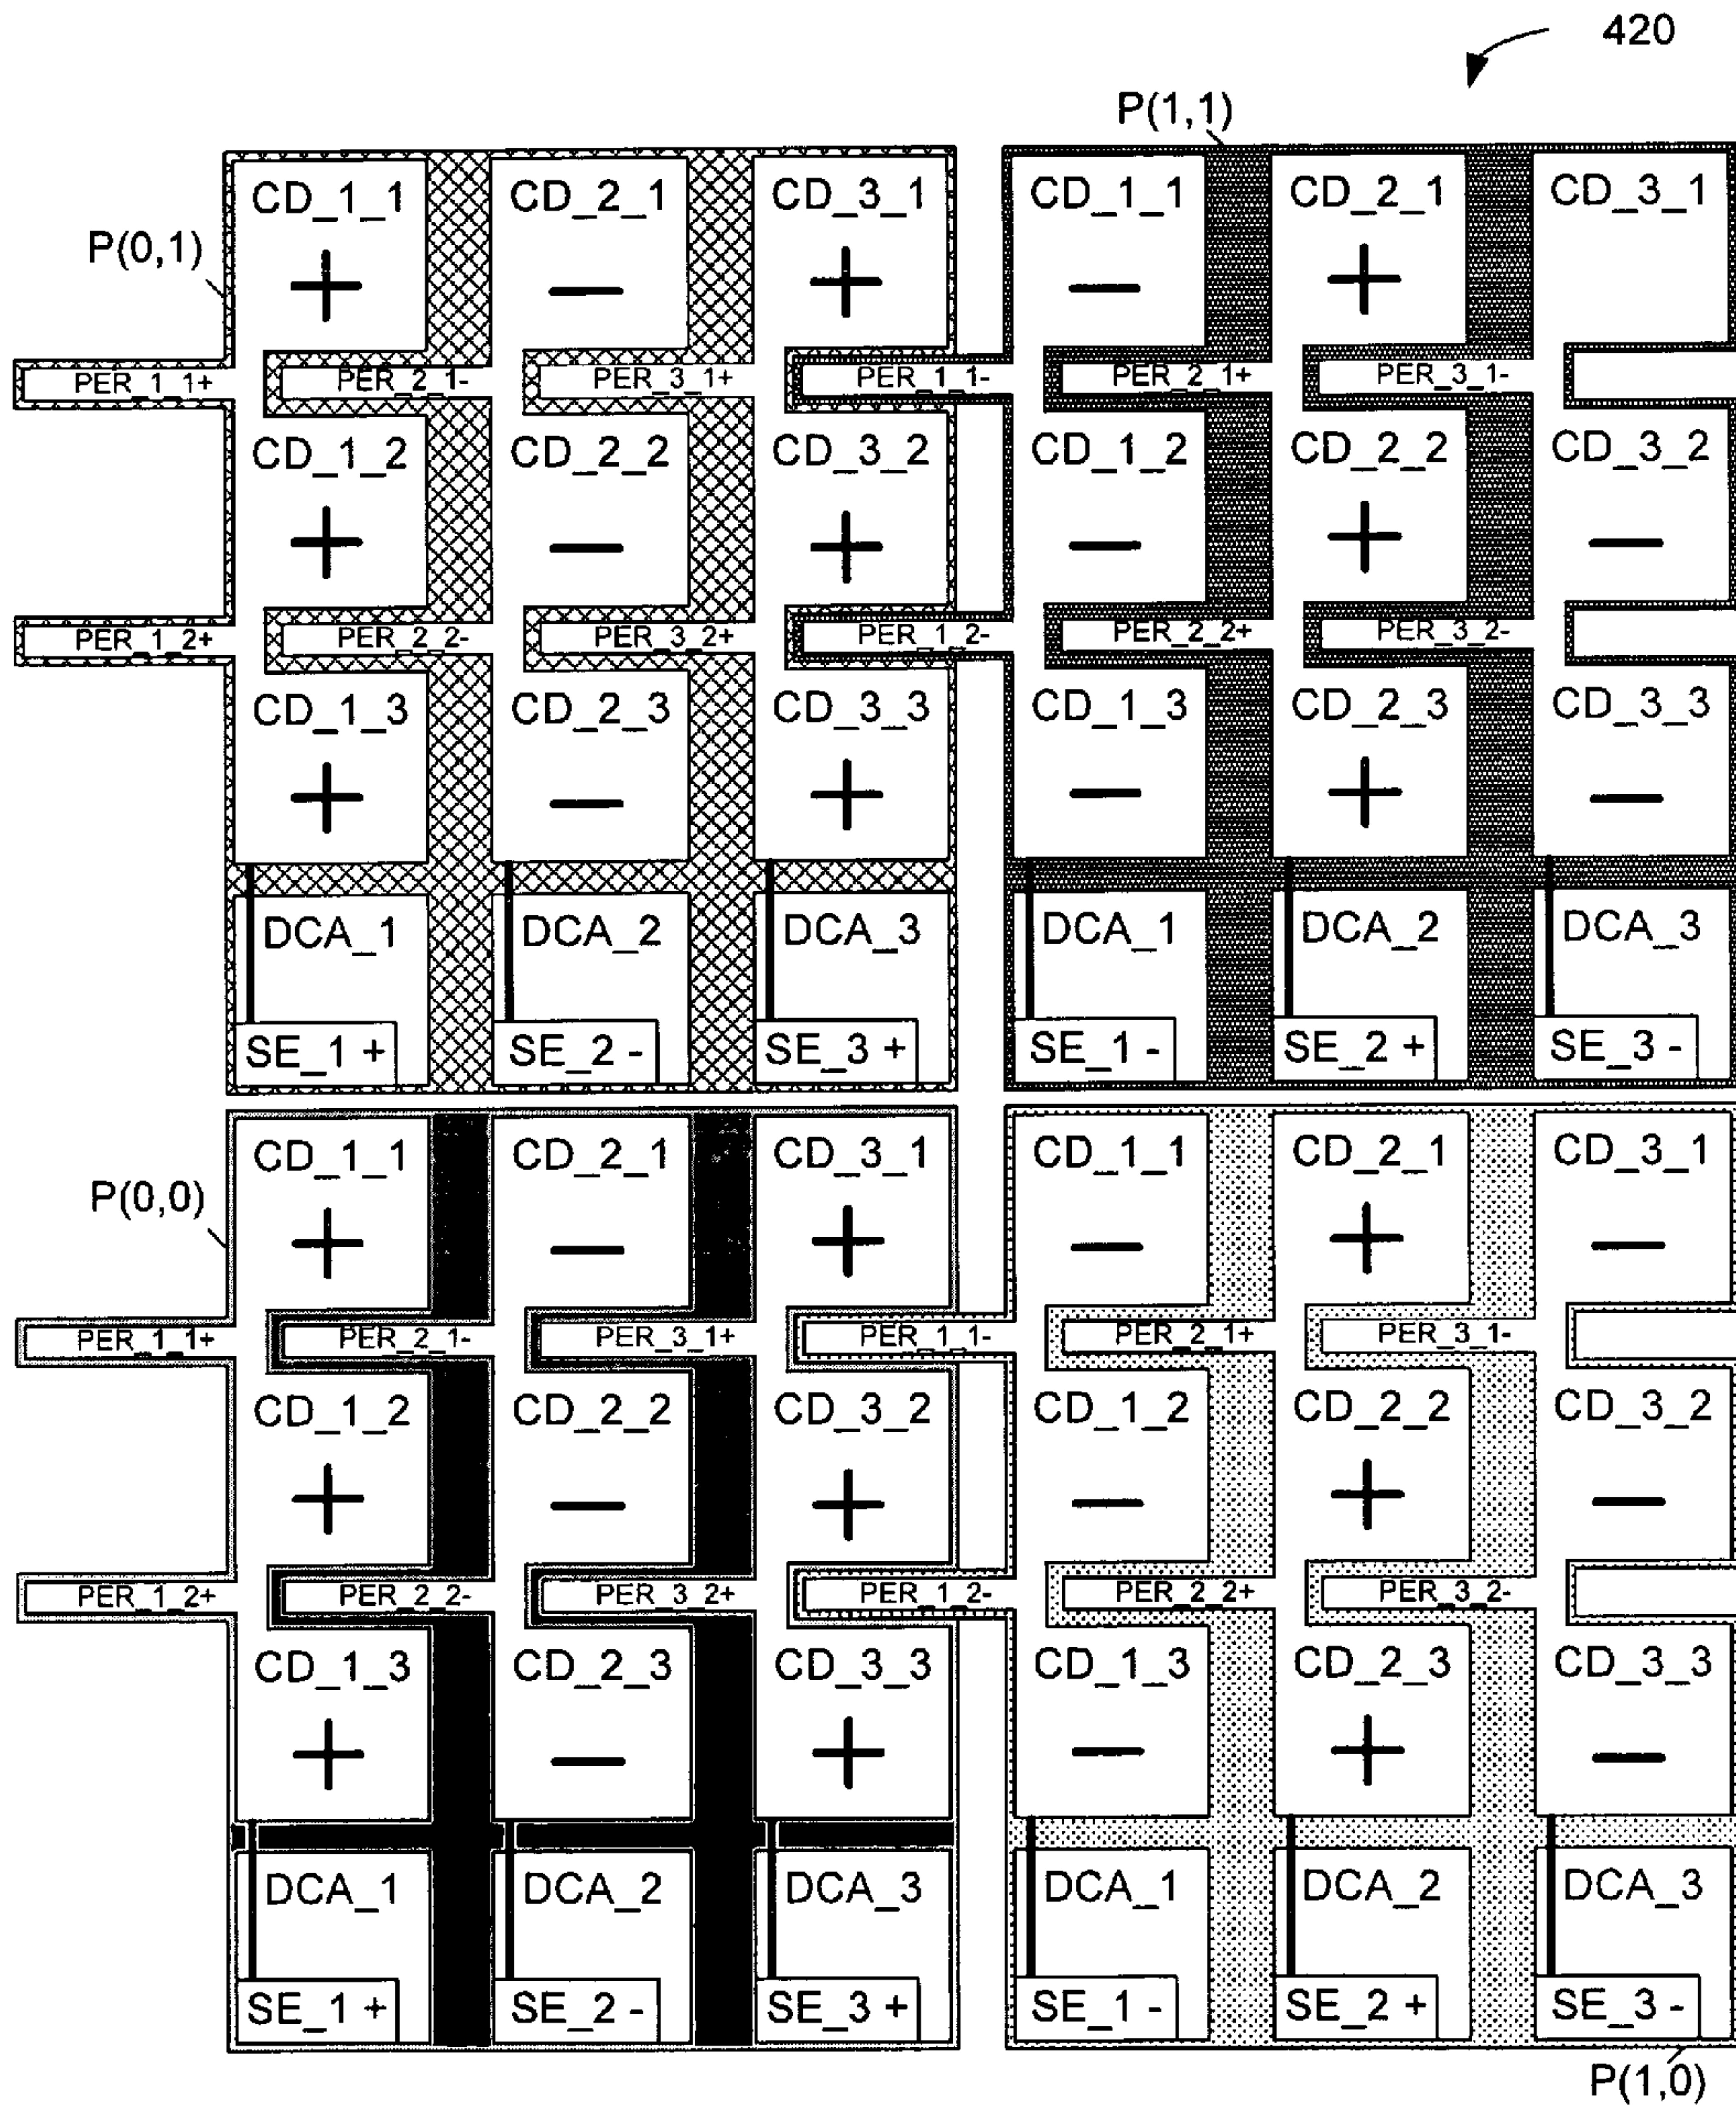 420
P(1,1)
CD_1_1 CD_2_1 CD_3_1 CD_1_1 CD_2_1 CD_3_1
P(0,1)
+ − + − +
PER_1_1+ PER_2_1- PER_3_1+ PER_1_1- PER_2_1+ PER_3_1-
CD_1_2 CD_2_2 CD_3_2 CD_1_2 CD_2_2 CD_3_2
+ − + − + −
PER_1_2+ PER_2_2- PER_3_2+ PER_1_2- PER_2_2+ PER_3_2-
CD_1_3 CD_2_3 CD_3_3 CD_1_3 CD_2_3 CD_3_3
+ − + − + −
DCA_1 DCA_2 DCA_3 DCA_1 DCA_2 DCA_3
SE_1 + SE_2 - SE_3 + SE_1 - SE_2 + SE_3 -
CD_1_1 CD_2_1 CD_3_1 CD_1_1 CD_2_1 CD_3_1
P(0,0)
+ − + − + −
PER_1_1+ PER_2_1- PER_3_1+ PER_1_1- PER_2_1+ PER_3_1-
CD_1_2 CD_2_2 CD_3_2 CD_1_2 CD_2_2 CD_3_2
+ − + − + −
PER_1_2+ PER_2_2- PER_3_2+ PER_1_2- PER_2_2+ PER_3_2-
CD_1_3 CD_2_3 CD_3_3 CD_1_3 CD_2_3 CD_3_3
+ − + − + −
DCA_1 DCA_2 DCA_3 DCA_1 DCA_2 DCA_3
SE_1 + SE_2 - SE_3 + SE_1 - SE_2 + SE_3 -
P(1,0)